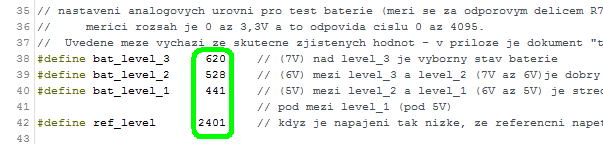 35 // nastaveni analogovych urovni pro test baterie (meri se za odporovym delicem R7
36 // merici rozsah je 0 az 3,3V a to odpovida cislu 0 az 4095.
37 // Uvedene meze vychazi ze skutecne zjistenych hodnot - v priloze je dokument "t
38 #define bat_level_3 620 // (7V) nad level_3 je vyborny stav baterie
39 #define bat_level_2 528 // (6V) mezi level_3 a level_2 (7V az 6V)je dobry
40 #define bat_level_1 441 // (5V) mezi level_2 a level_1 (6V az 5V) je stred
41 // pod mezi level_1 (pod 5V)
42 #define ref_level 2401 // kdyz je napajeni tak nizke, ze referencni napet
43